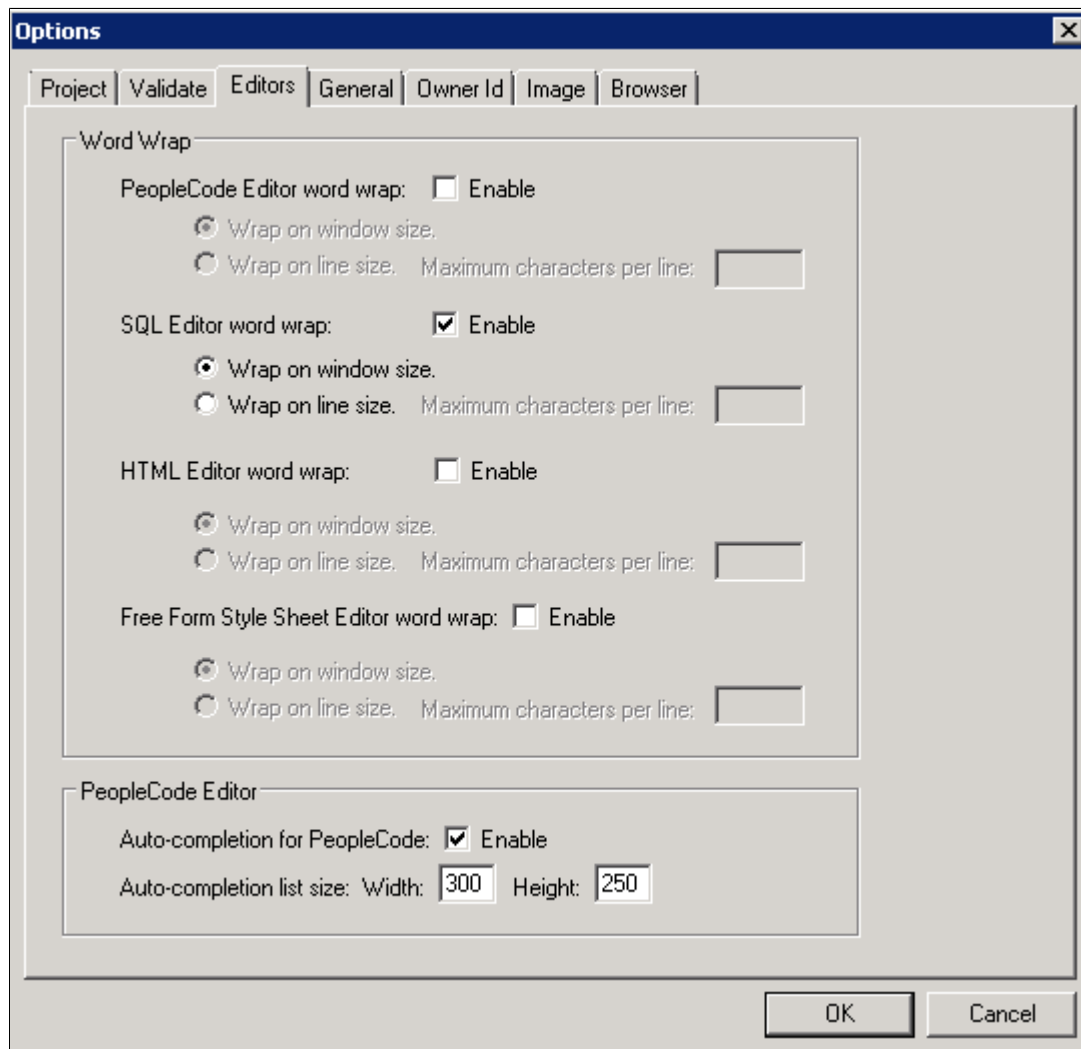 Options
Project Validate Editors General Owner Id Image Browser
Word Wrap
PeopleCode Editor word wrap: Enable
Wrap on window size.
Wrap on line size. Maximum characters per line:
SQL Editor word wrap: Enable
Wrap on window size.
Wrap on line size. Maximum characters per line:
HTML Editor word wrap: Enable
Wrap on window size.
Wrap on line size. Maximum characters per line:
Free Form Style Sheet Editor word wrap: Enable
Wrap on window size.
Wrap on line size. Maximum characters per line:
PeopleCode Editor
Auto-completion for PeopleCode: Enable
Auto-completion list size: Width: 300 Height: 250
OK Cancel